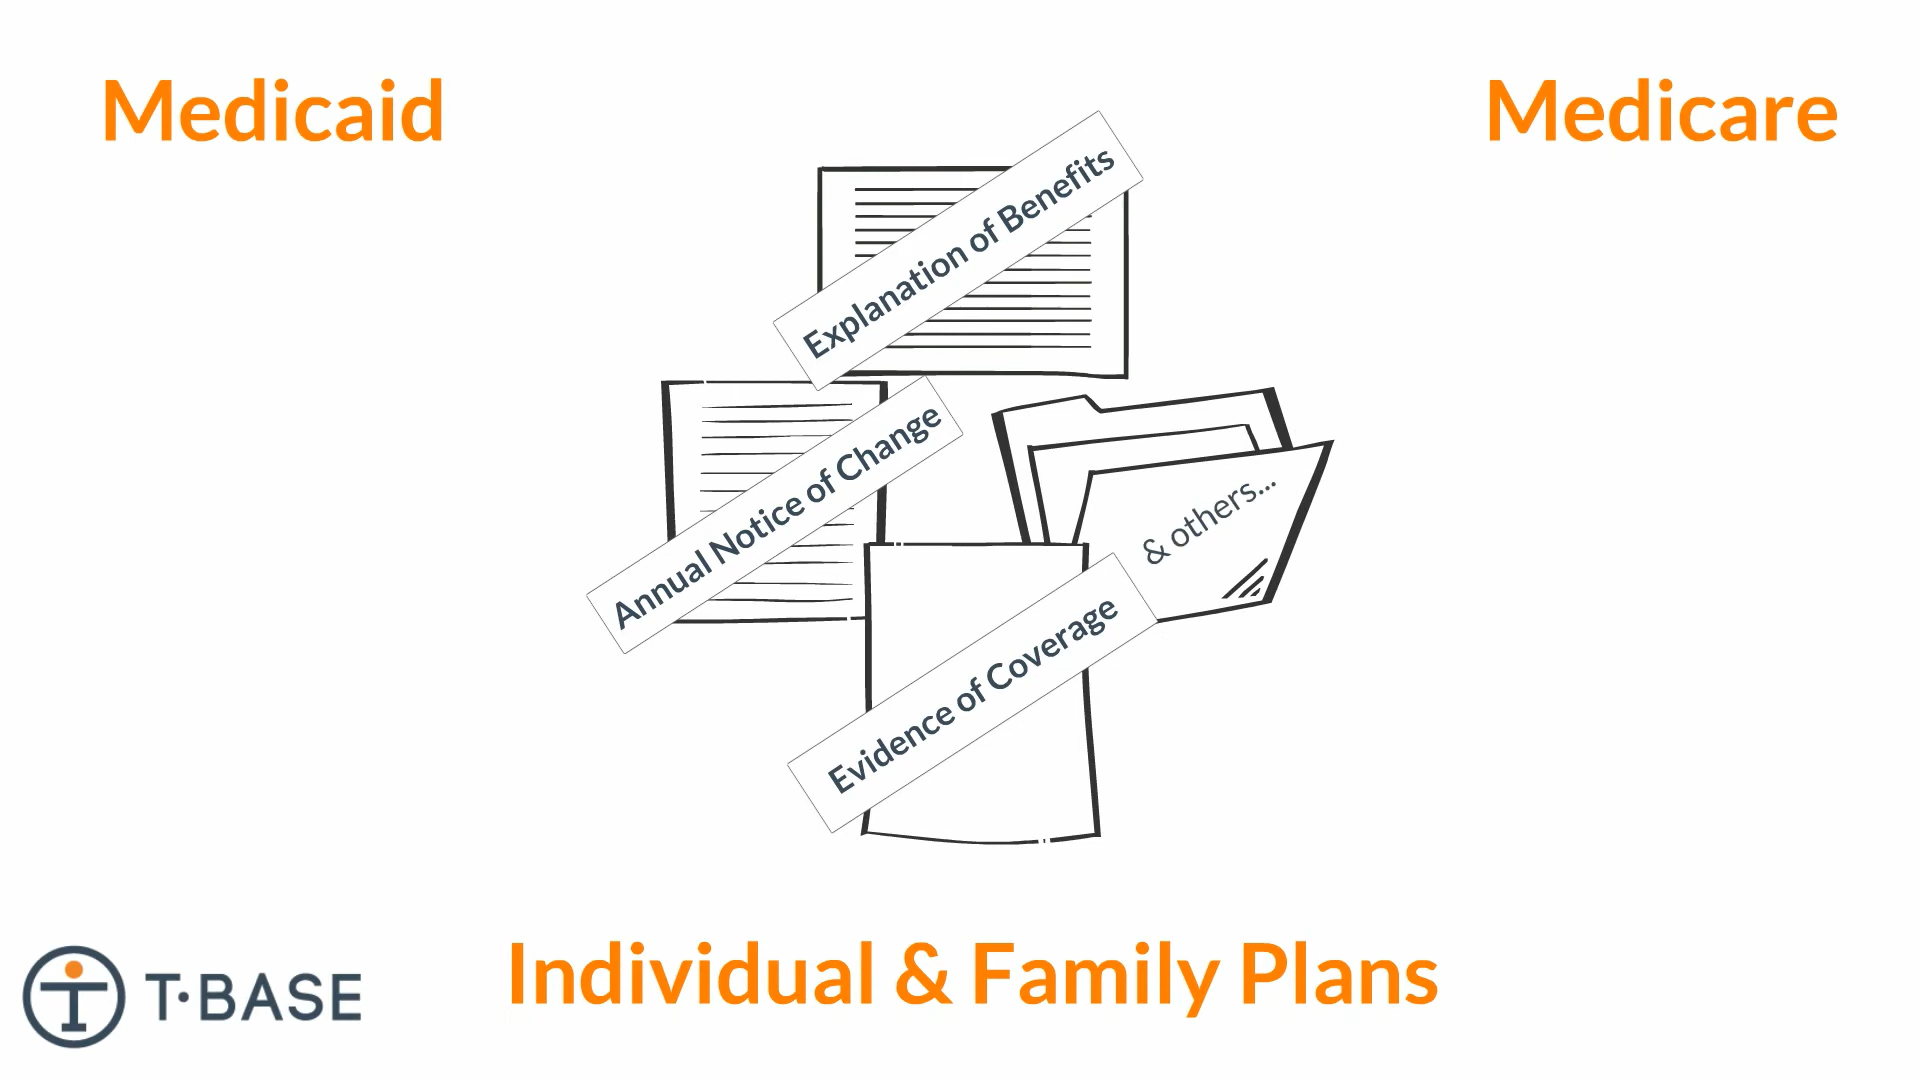 Medicaid
Medicare
Explanation of Benefits
Annual Notice of Change
& others...
Evidence of Coverage
Individual & Family Plans
T·BASE